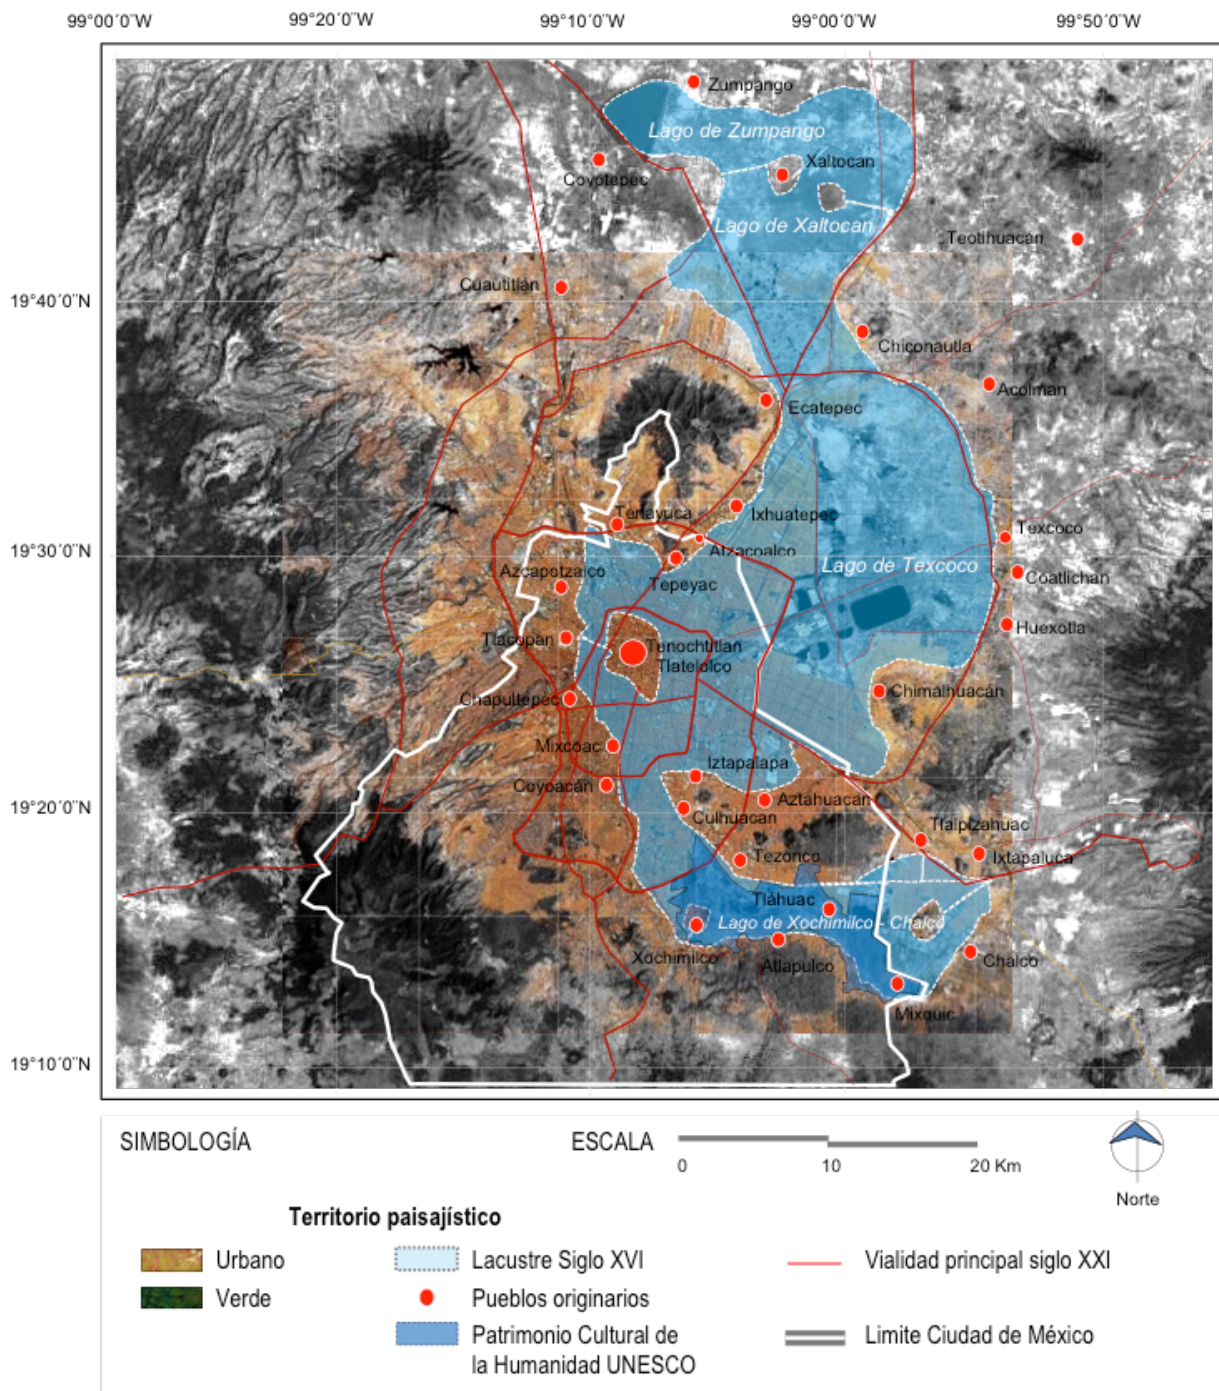 99°00´0¨W 99°20´0¨W 99°10´0¨W 99°00´0¨W 99°50´0¨W
Zumpango
Lago de Zumpango
Xaltocan
Coyotepec
Lago de Xaltocan
Teotihuacán
Cuautitlán
19°40´0¨N
Chiconautla
Acolman
Ecatepec
Ixhuatepec
Tenayuca
Texcoco
Atzacoalco
19°30´0¨N
Lago de Texcoco
Azcapotzalco
Tepeyac
Coatlichan
Huexotla
Tlacopan
Tenochtitlan
Tlatelolco
Chimalhuacán
Chapultepec
Mixcoac
Iztapalapa
Coyoacán
Aztahuacan
19°20´0¨N
Culhuacán
Tlalpizahuac
Tezonco
Ixtapaluca
Tláhuac
Lago de Xochimilco - Chalco
Xochimilco
Atlapulco
Chalco
Mixquic
19°10´0¨N
SIMBOLOGÍA
ESCALA
0 10 20 Km
Norte
Territorio paisajístico
Urbano
Lacustre Siglo XVI
Vialidad principal siglo XXI
Verde
Pueblos originarios
Patrimonio Cultural de
la Humanidad UNESCO
Limite Ciudad de México